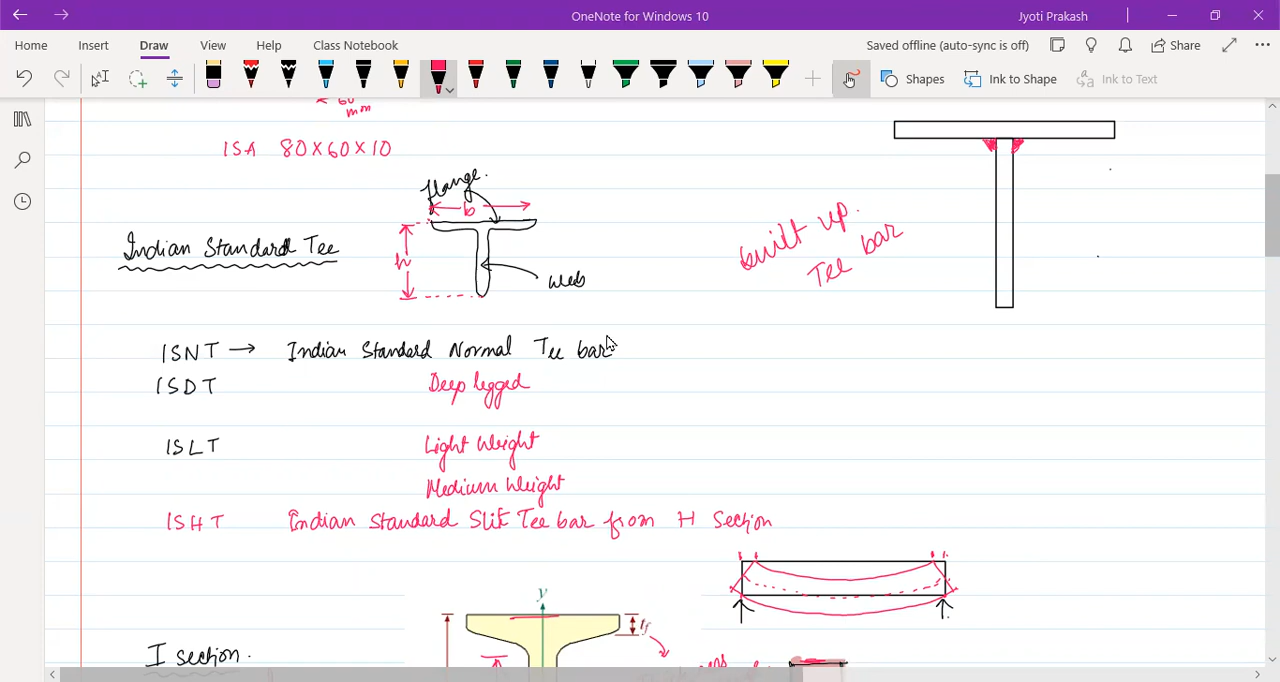 OneNote for Windows 10
Jyoti Prakash
Home Insert Draw View Help Class Notebook
Saved offline (auto-sync is off) Share
Shapes Ink to Shape Ink to Text
60
mm
ISA 80×60×10
flange.
b
Indian Standard Tee
h
Web
built up.
Tee bar
ISNT → Indian Standard Normal Tee bar
ISDT Deep legged
ISLT Light Weight
Medium Weight
ISHT Indian Standard Slit Tee bar from H Section
y
tf
I section.